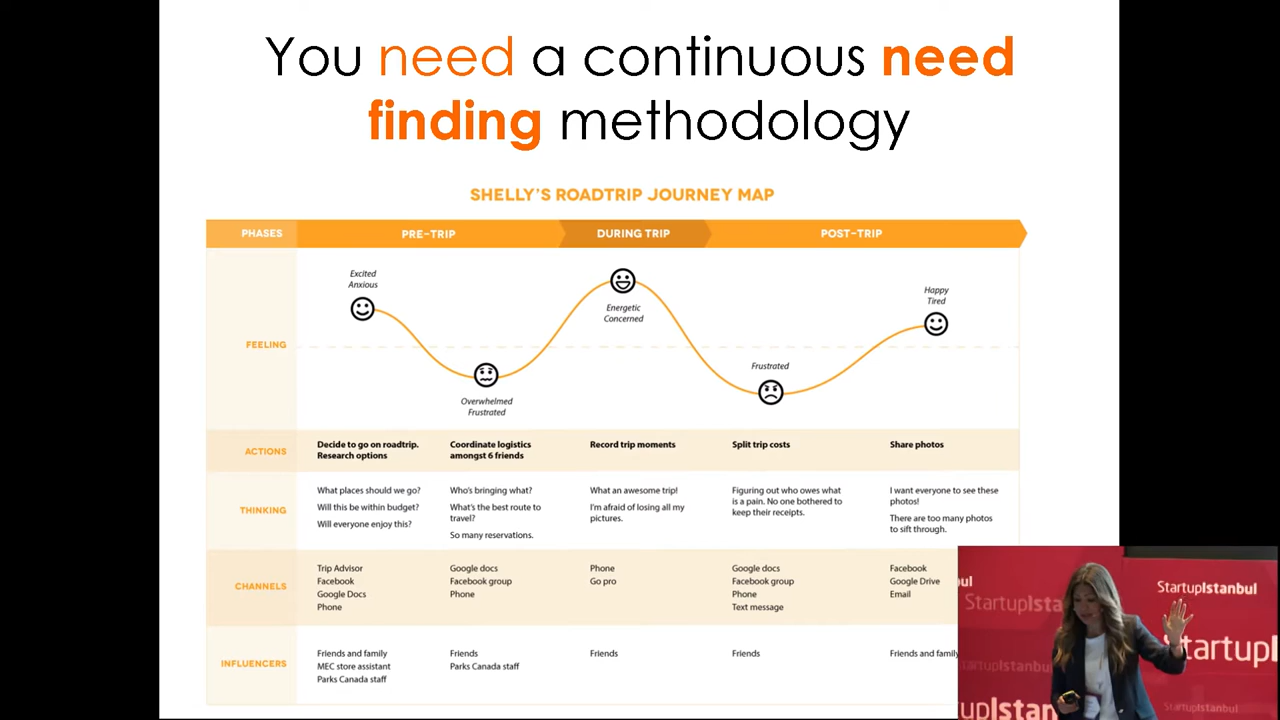 You need a continuous need
finding methodology
SHELLY'S ROADTRIP JOURNEY MAP
PHASES
PRE-TRIP
DURING TRIP
POST-TRIP
FEELING
Excited
Anxious
Overwhelmed
Frustrated
Energetic
Concerned
Frustrated
Happy
Tired
ACTIONS
Decide to go on roadtrip.
Research options
Coordinate logistics
amongst 6 friends
Record trip moments
Split trip costs
Share photos
THINKING
What places should we go?
Will this be within budget?
Will everyone enjoy this?
Who's bringing what?
What's the best route to
travel?
So many reservations.
What an awesome trip!
I'm afraid of losing all my
pictures.
Figuring out who owes what
is a pain. No one bothered to
keep their receipts.
I want everyone to see these
photos!
There are too many photos
to sift through.
CHANNELS
Trip Advisor
Facebook
Google Docs
Phone
Google docs
Facebook group
Phone
Phone
Go pro
Google docs
Facebook group
Phone
Text message
Facebook
Google Drive
Email
INFLUENCERS
Friends and family
MEC store assistant
Parks Canada staff
Friends
Parks Canada staff
Friends
Friends
Friends and family
bul
StartupIsta
StartupIstanbul
StartupI
tartupIstanbul
upIstan
StartupIstanbul